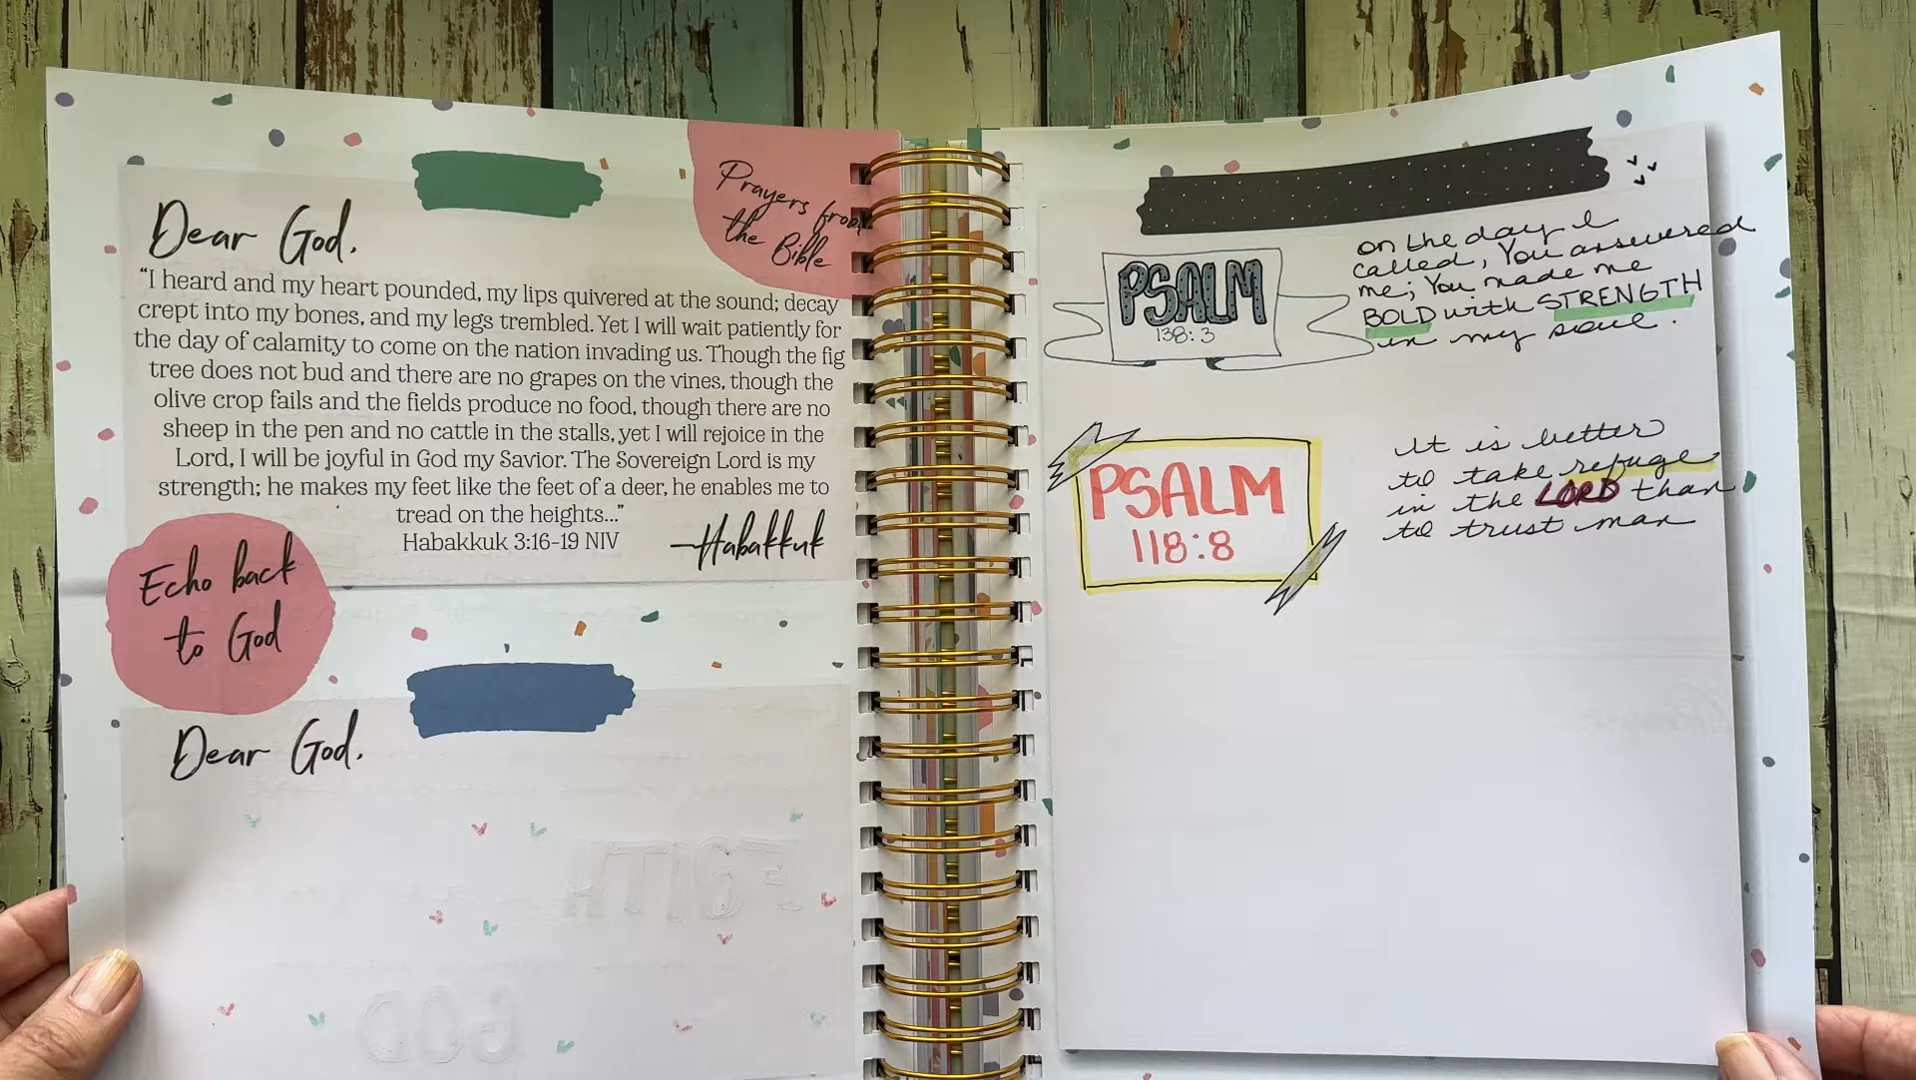 Prayers from
the Bible
Dear God,
“I heard and my heart pounded, my lips quivered at the sound; decay
crept into my bones, and my legs trembled. Yet I will wait patiently for
the day of calamity to come on the nation invading us. Though the fig
tree does not bud and there are no grapes on the vines, though the
olive crop fails and the fields produce no food, though there are no
sheep in the pen and no cattle in the stalls, yet I will rejoice in the
Lord, I will be joyful in God my Savior. The Sovereign Lord is my
strength; he makes my feet like the feet of a deer, he enables me to
tread on the heights...”
Habakkuk 3:16-19 NIV
—Habakkuk
Echo back
to God
Dear God,
FAITH
GOD
PSALM
138:3
on the day I
called, You answered
me; You made me
BOLD with STRENGTH
in my soul.
PSALM
118:8
It is better
to take refuge
in the LORD than
to trust man